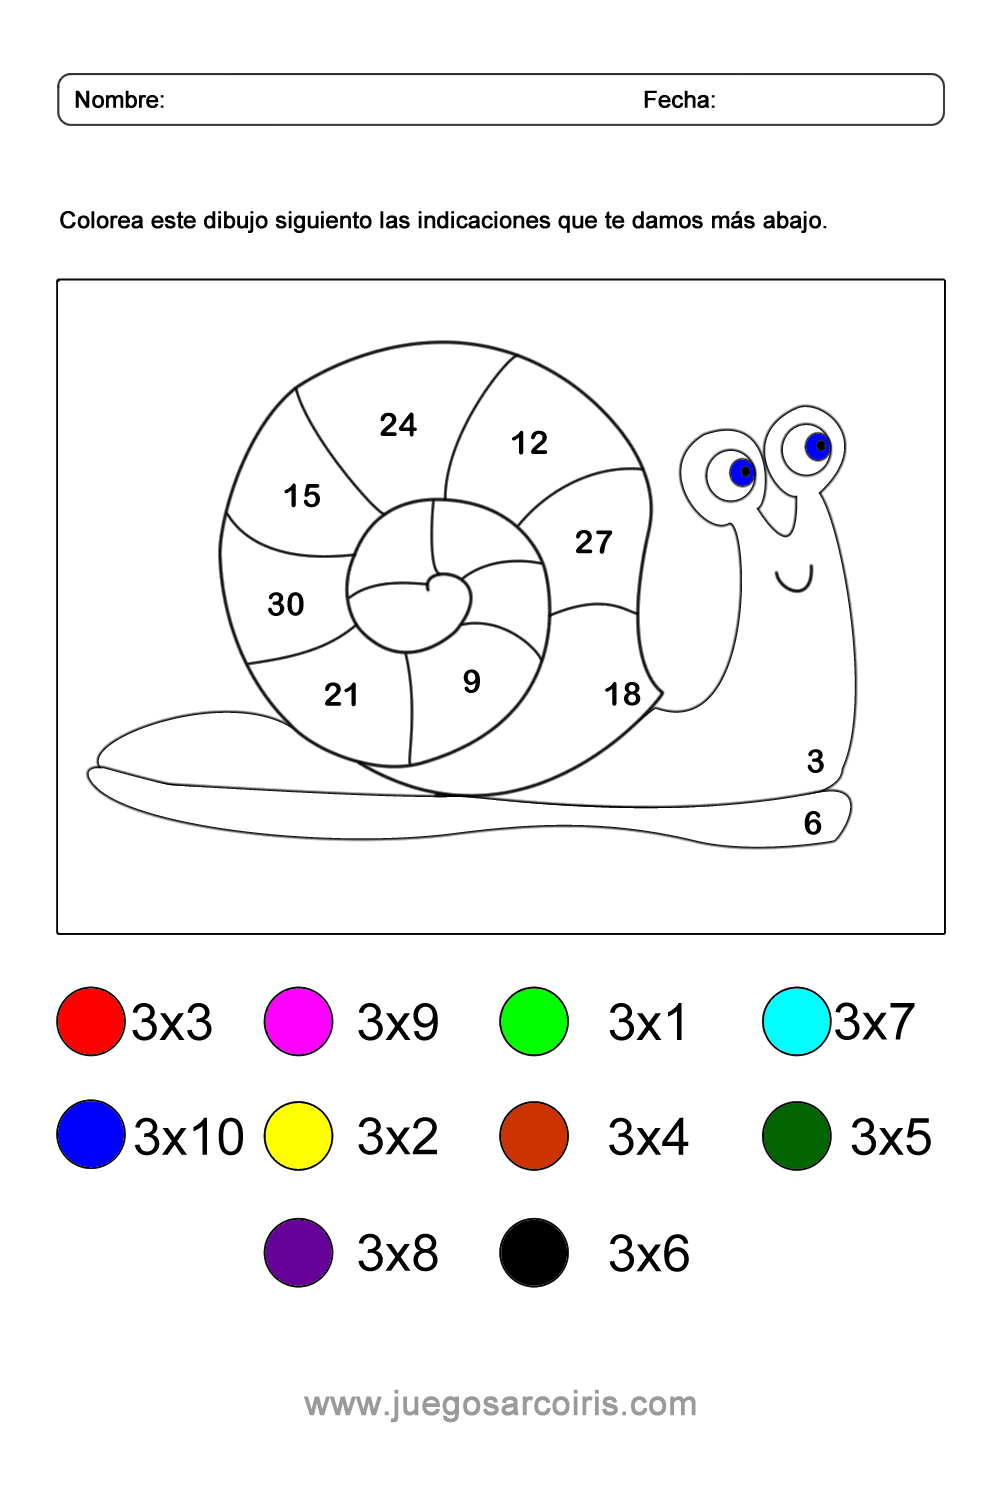 Nombre: Fecha:
Colorea este dibujo siguiento las indicaciones que te damos más abajo.
24
12
15
27
30
21
9
18
3
6
3x3 3x9 3x1 3x7
3x10 3x2 3x4 3x5
3x8 3x6
www.juegosarcoiris.com